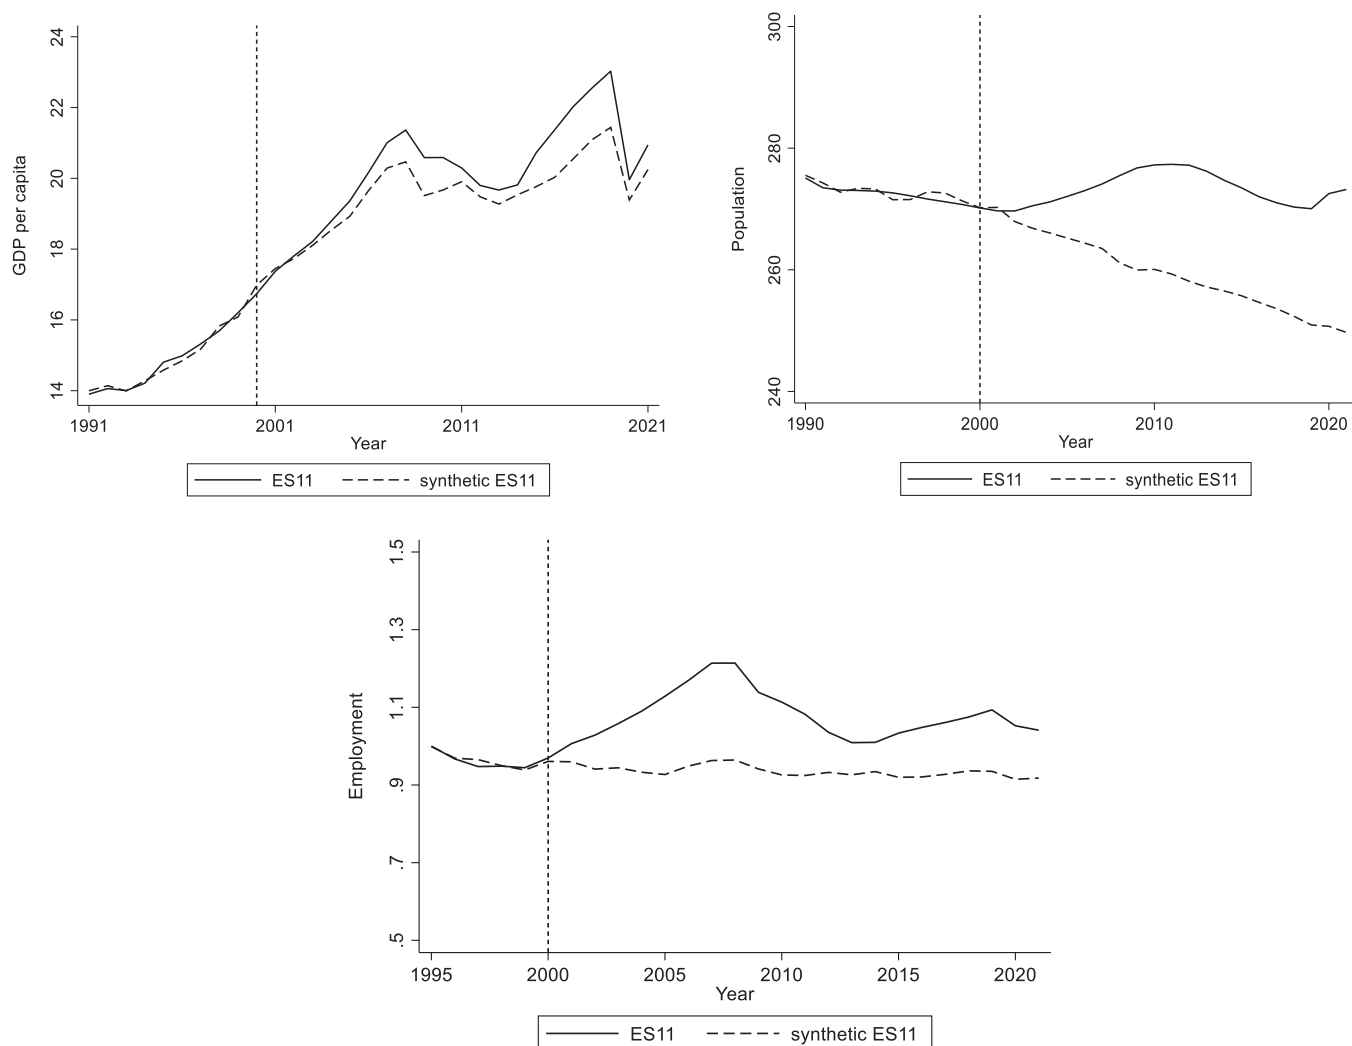 24
22
20
18
16
14
GDP per capita
1991
2001
2011
2021
Year
ES11
synthetic ES11
300
280
260
240
Population
1990
2000
2010
2020
Year
ES11
synthetic ES11
1.5
1.3
1.1
.9
.7
.5
Employment
1995
2000
2005
2010
2015
2020
Year
ES11
synthetic ES11